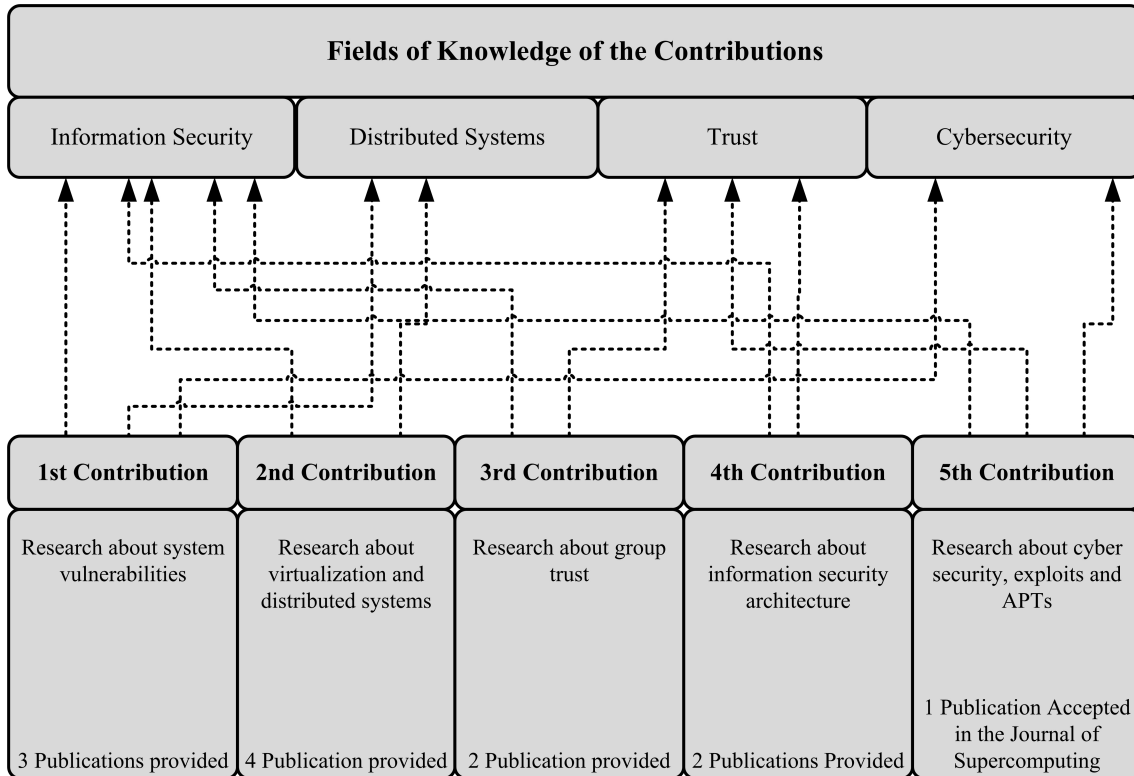 Fields of Knowledge of the Contributions
Information Security
Distributed Systems
Trust
Cybersecurity
1st Contribution
2nd Contribution
3rd Contribution
4th Contribution
5th Contribution
Research about system
vulnerabilities
3 Publications provided
Research about
virtualization and
distributed systems
4 Publication provided
Research about group
trust
2 Publication provided
Research about
information security
architecture
2 Publications Provided
Research about cyber
security, exploits and
APTs
1 Publication Accepted
in the Journal of
Supercomputing